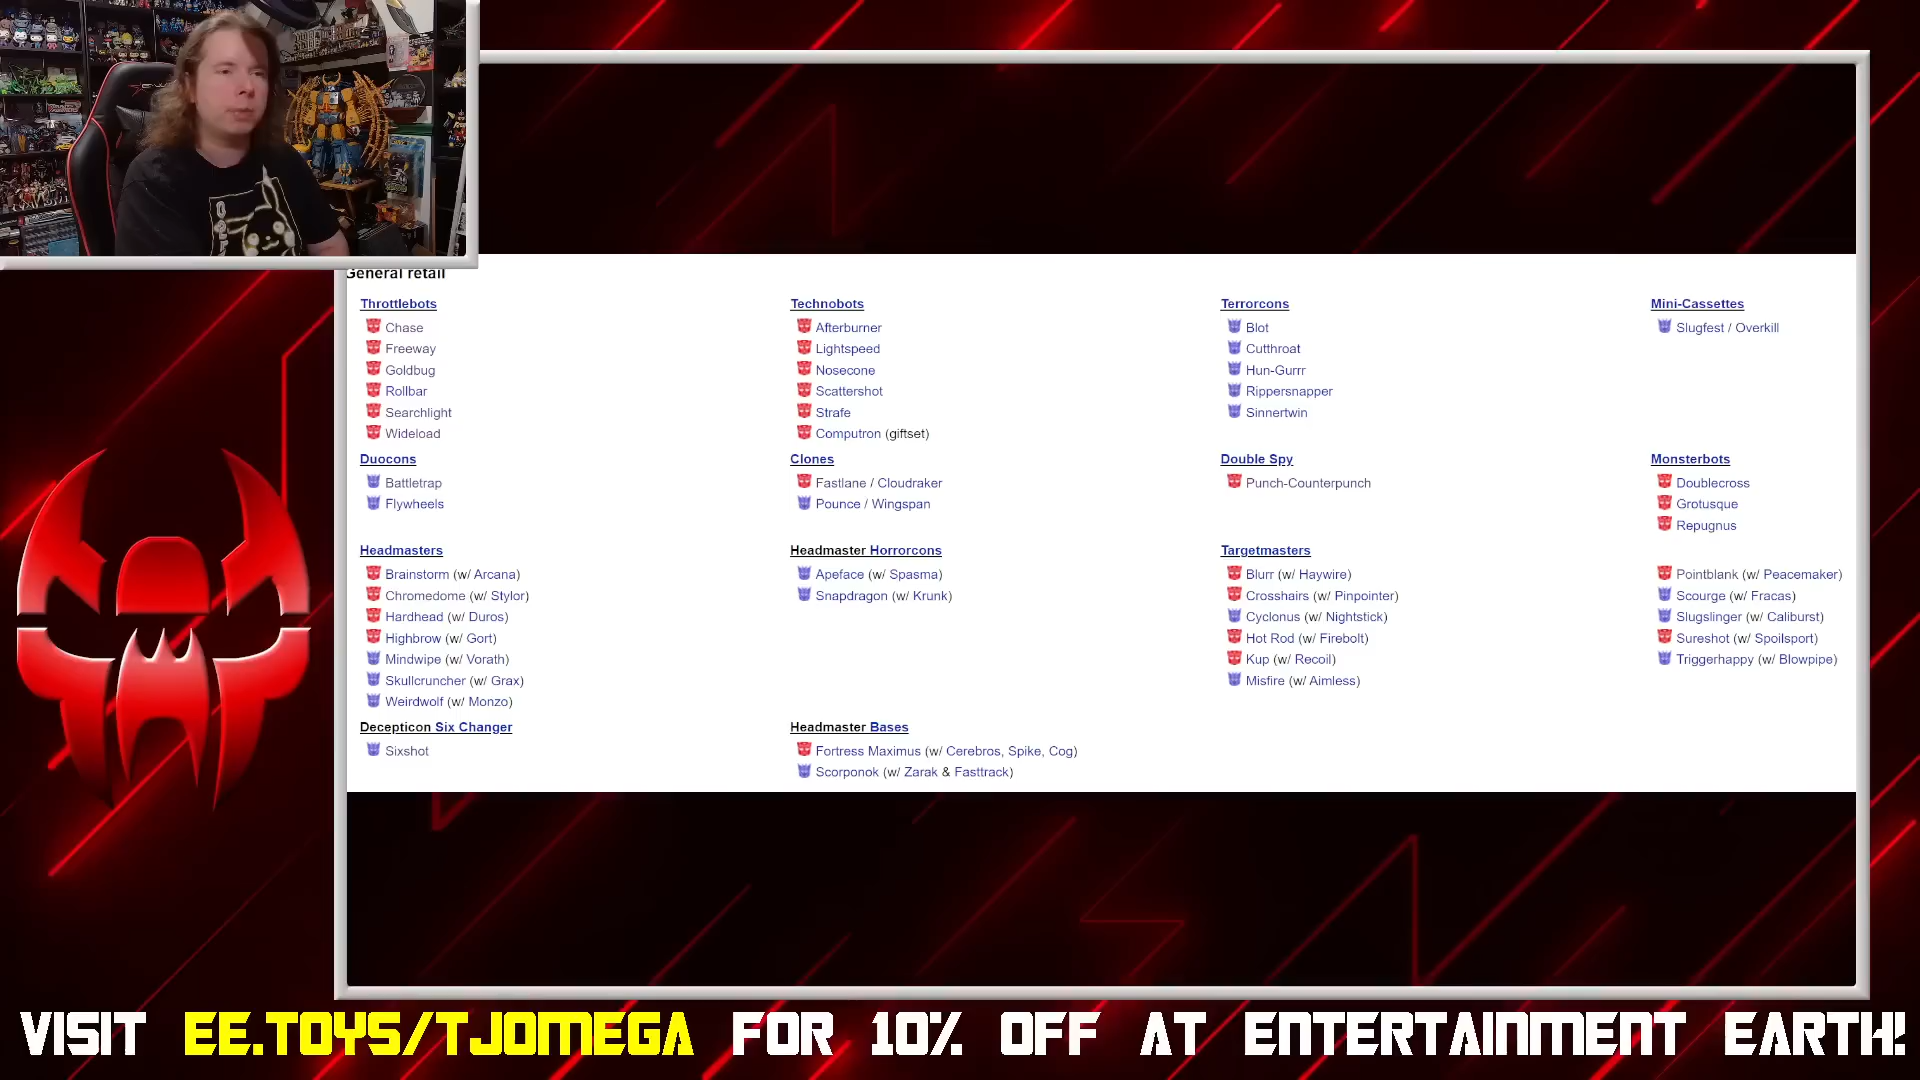 General retail
Throttlebots
Chase
Freeway
Goldbug
Rollbar
Searchlight
Wideload
Technobots
Afterburner
Lightspeed
Nosecone
Scattershot
Strafe
Computron (giftset)
Terrorcons
Blot
Cutthroat
Hun-Gurrr
Rippersnapper
Sinnertwin
Mini-Cassettes
Slugfest / Overkill
Duocons
Battletrap
Flywheels
Clones
Fastlane / Cloudraker
Pounce / Wingspan
Double Spy
Punch-Counterpunch
Monsterbots
Doublecross
Grotusque
Repugnus
Headmasters
Brainstorm (w/ Arcana)
Chromedome (w/ Stylor)
Hardhead (w/ Duros)
Highbrow (w/ Gort)
Mindwipe (w/ Vorath)
Skullcruncher (w/ Grax)
Weirdwolf (w/ Monzo)
Headmaster Horrorcons
Apeface (w/ Spasma)
Snapdragon (w/ Krunk)
Targetmasters
Blurr (w/ Haywire)
Crosshairs (w/ Pinpointer)
Cyclonus (w/ Nightstick)
Hot Rod (w/ Firebolt)
Kup (w/ Recoil)
Misfire (w/ Aimless)
Pointblank (w/ Peacemaker)
Scourge (w/ Fracas)
Slugslinger (w/ Caliburst)
Sureshot (w/ Spoilsport)
Triggerhappy (w/ Blowpipe)
Decepticon Six Changer
Sixshot
Headmaster Bases
Fortress Maximus (w/ Cerebros, Spike, Cog)
Scorponok (w/ Zarak & Fasttrack)
VISIT EE.TOYS/TJOMEGA FOR 10% OFF AT ENTERTAINMENT EARTH!